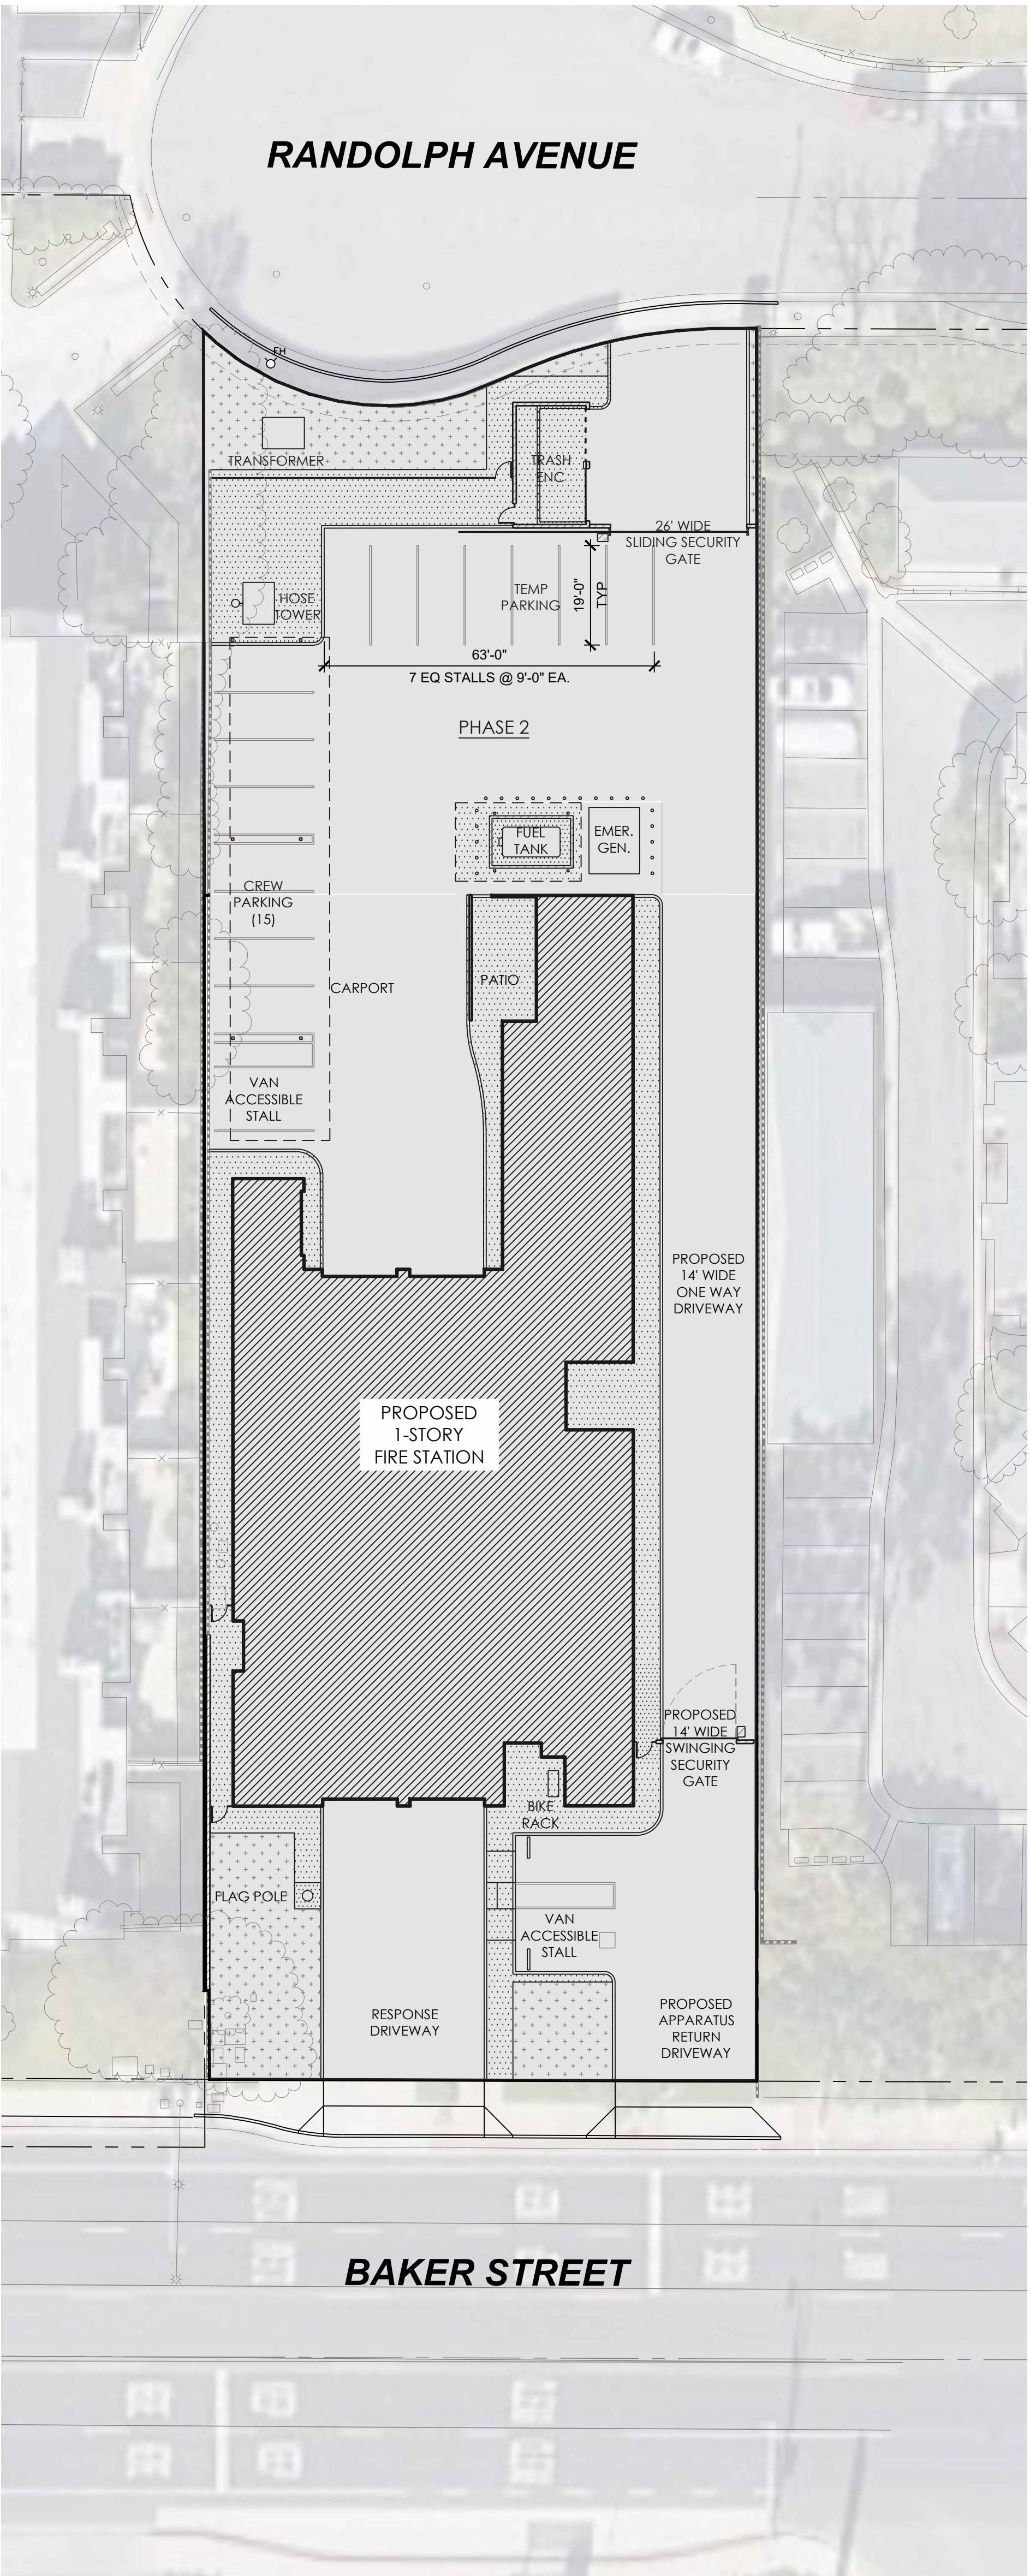 RANDOLPH AVENUE
FH
TRANSFORMER
TRASH
ENC
26' WIDE
SLIDING SECURITY
GATE
HOSE
TOWER
TEMP
PARKING
19'-0"
TYP
63'-0"
7 EQ STALLS @ 9'-0" EA.
PHASE 2
FUEL
TANK
EMER.
GEN.
CREW
PARKING
(15)
PATIO
CARPORT
VAN
ACCESSIBLE
STALL
PROPOSED
14' WIDE
ONE WAY
DRIVEWAY
PROPOSED
1-STORY
FIRE STATION
PROPOSED
14' WIDE
SWINGING
SECURITY
GATE
BIKE
RACK
FLAG POLE
VAN
ACCESSIBLE
STALL
RESPONSE
DRIVEWAY
PROPOSED
APPARATUS
RETURN
DRIVEWAY
BAKER STREET